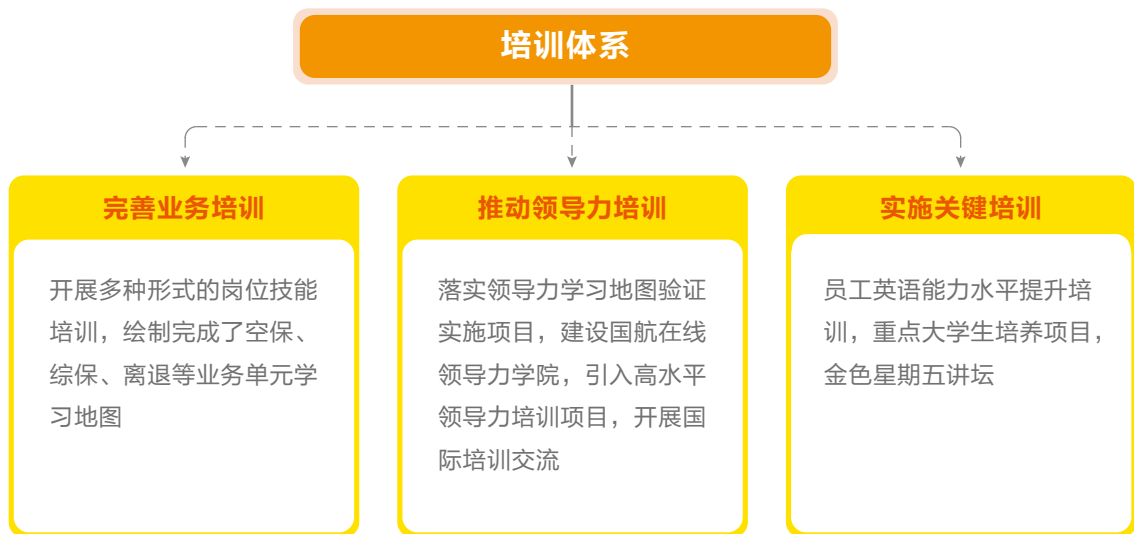 培训体系
完善业务培训
开展多种形式的岗位技能
培训，绘制完成了空保、
综保、离退等业务单元学
习地图
推动领导力培训
落实领导力学习地图验证
实施项目，建设国航在线
领导力学院，引入高水平
领导力培训项目，开展国
际培训交流
实施关键培训
员工英语能力水平提升培
训，重点大学生培养项目，
金色星期五讲坛